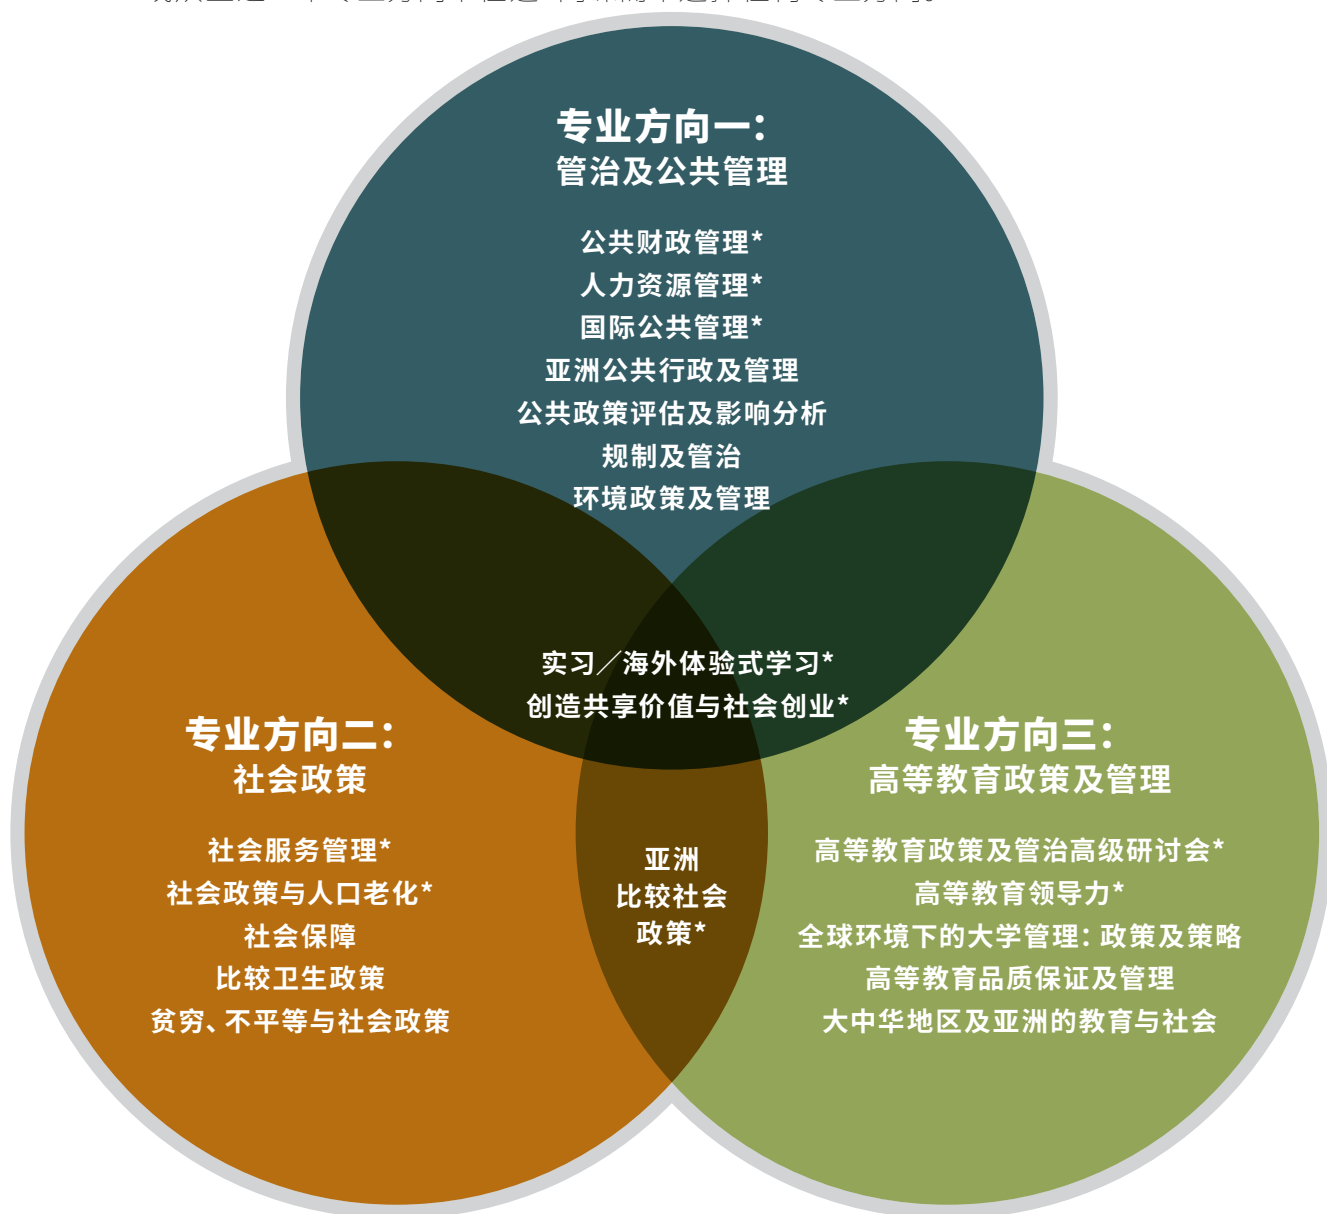 专业方向一：
管治及公共管理
公共财政管理*
人力资源管理*
国际公共管理*
亚洲公共行政及管理
公共政策评估及影响分析
规制及管治
环境政策及管理
实习／海外体验式学习*
创造共享价值与社会创业*
专业方向二：
社会政策
社会服务管理*
社会政策与人口老化*
社会保障
比较卫生政策
贫穷、不平等与社会政策
亚洲
比较社会
政策*
专业方向三：
高等教育政策及管理
高等教育政策及管治高级研讨会*
高等教育领导力*
全球环境下的大学管理：政策及策略
高等教育品质保证及管理
大中华地区及亚洲的教育与社会